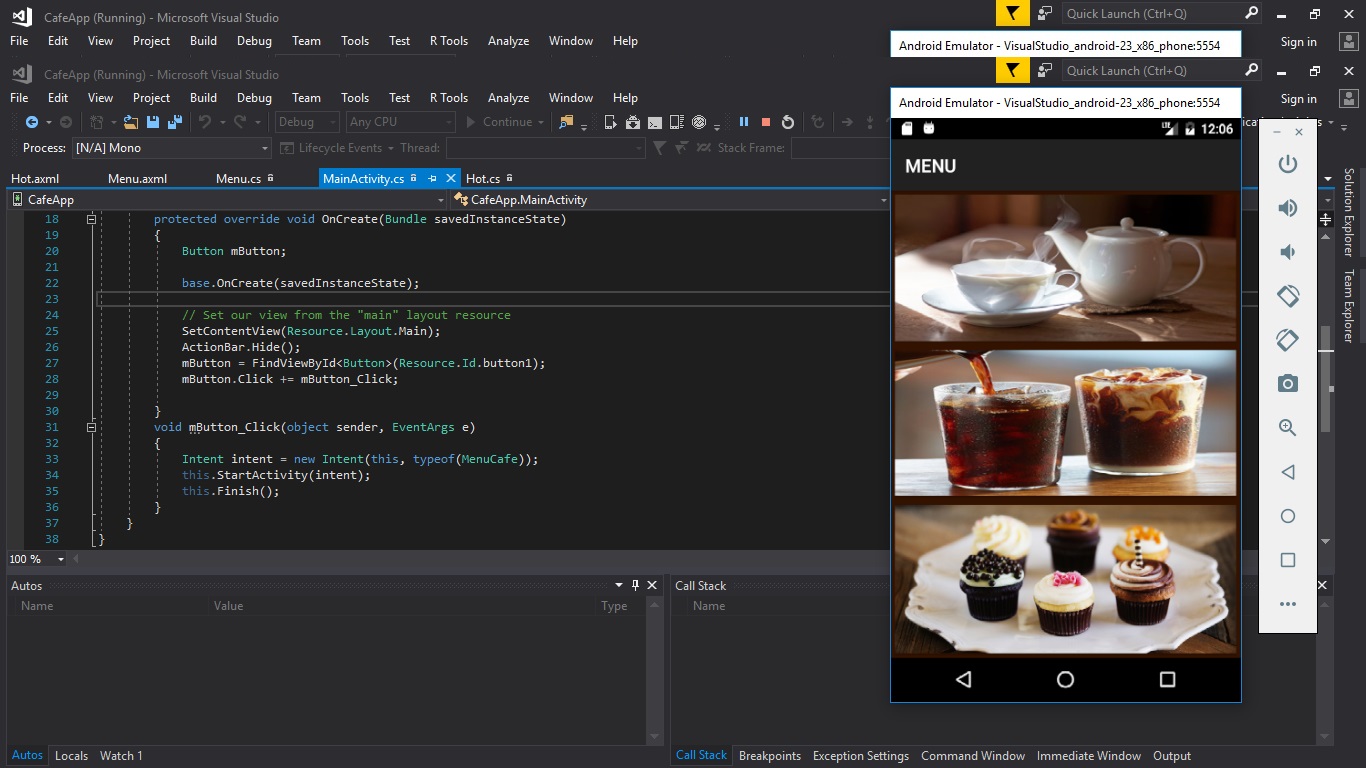 CafeApp (Running) - Microsoft Visual Studio
Quick Launch (Ctrl+Q)
File Edit View Project Build Debug Team Tools Test R Tools Analyze Window Help
Android Emulator - VisualStudio_android-23_x86_phone:5554
Sign in
CafeApp (Running) - Microsoft Visual Studio
Quick Launch (Ctrl+Q)
File Edit View Project Build Debug Team Tools Test R Tools Analyze Window Help
Android Emulator - VisualStudio_android-23_x86_phone:5554
Sign in
Debug Any CPU Continue
Process: [N/A] Mono Lifecycle Events Thread: Stack Frame:
Hot.axml Menu.axml Menu.cs MainActivity.cs Hot.cs
CafeApp CafeApp.MainActivity
18 protected override void OnCreate(Bundle savedInstanceState)
19 {
20 Button mButton;
21
22 base.OnCreate(savedInstanceState);
23
24 // Set our view from the "main" layout resource
25 SetContentView(Resource.Layout.Main);
26 ActionBar.Hide();
27 mButton = FindViewById<Button>(Resource.Id.button1);
28 mButton.Click += mButton_Click;
29
30 }
31 void mButton_Click(object sender, EventArgs e)
32 {
33 Intent intent = new Intent(this, typeof(MenuCafe));
34 this.StartActivity(intent);
35 this.Finish();
36 }
37 }
38 }
100 %
LTE 12:06
MENU
Solution Explorer
Team Explorer
Autos
Name Value Type
Call Stack
Name
Autos Locals Watch 1
Call Stack Breakpoints Exception Settings Command Window Immediate Window Output